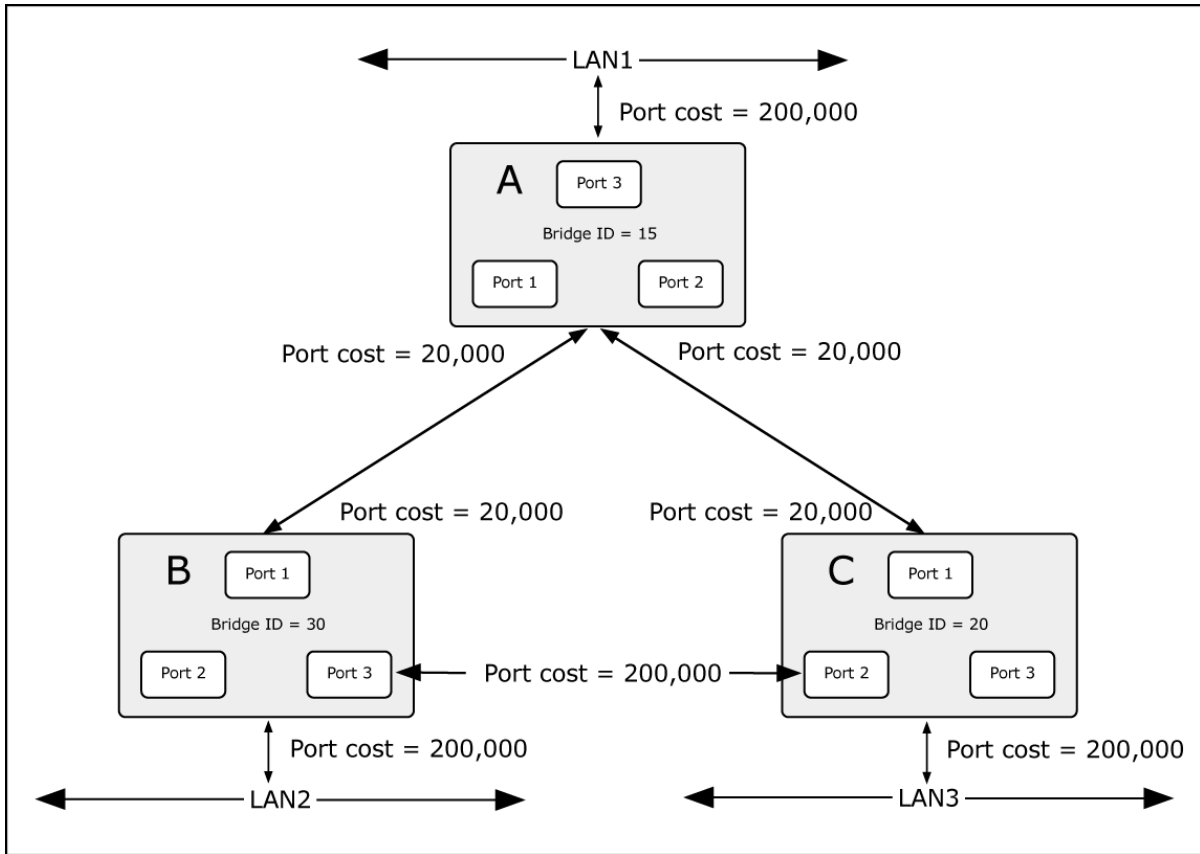 LAN1
Port cost = 200,000
A
Port 3
Bridge ID = 15
Port 1
Port 2
Port cost = 20,000
Port cost = 20,000
Port cost = 20,000
Port cost = 20,000
B
Port 1
Bridge ID = 30
Port 2
Port 3
C
Port 1
Bridge ID = 20
Port 2
Port 3
Port cost = 200,000
Port cost = 200,000
LAN2
Port cost = 200,000
LAN3